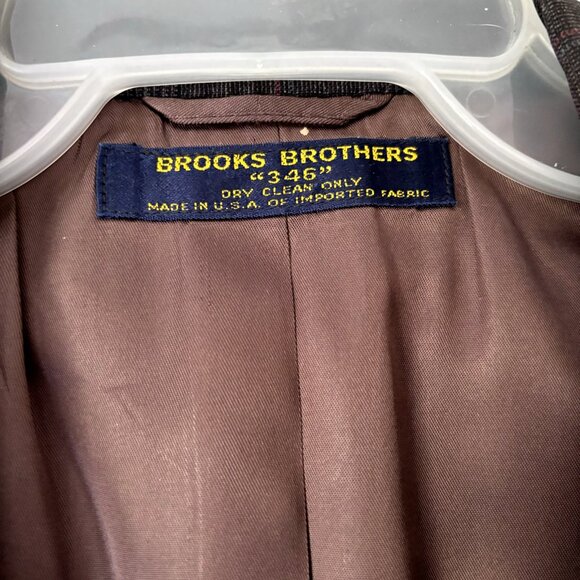 BROOKS BROTHERS
“346”
DRY CLEAN ONLY
MADE IN U.S.A. OF IMPORTED FABRIC